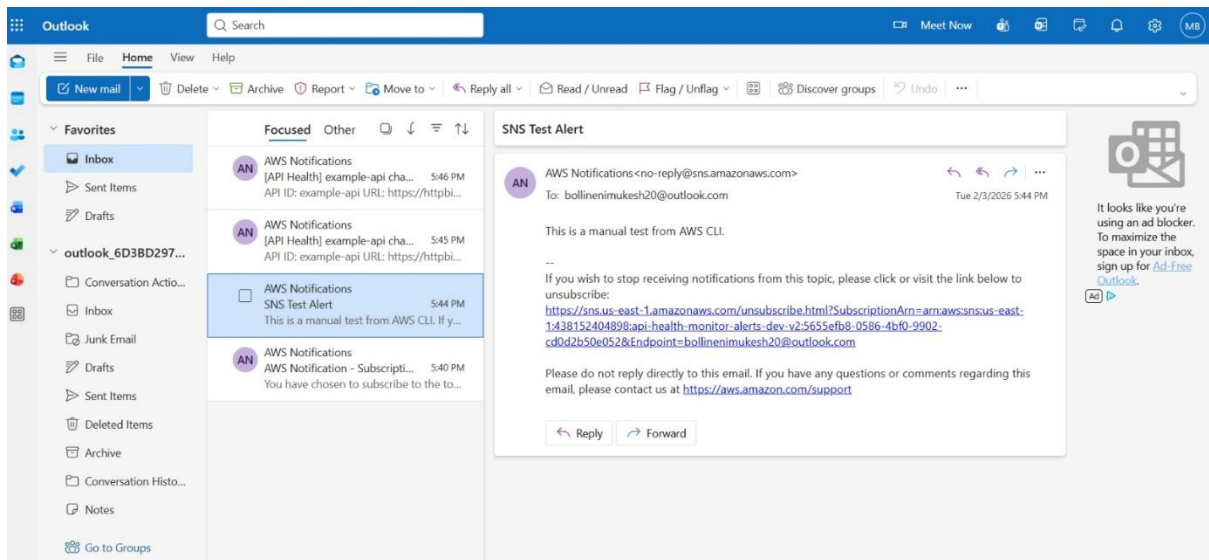 Outlook
Search
Meet Now
MB
File Home View Help
New mail Delete Archive Report Move to Reply all Read / Unread Flag / Unflag Discover groups Undo ...
Favorites
Inbox
Sent Items
Drafts
outlook_6D3BD297...
Conversation Actio...
Inbox
Junk Email
Drafts
Sent Items
Deleted Items
Archive
Conversation Histo...
Notes
Go to Groups
Focused Other
AN
AWS Notifications
[API Health] example-api cha... 5:46 PM
API ID: example-api URL: https://httpbi...
AN
AWS Notifications
[API Health] example-api cha... 5:45 PM
API ID: example-api URL: https://httpbi...
AWS Notifications
SNS Test Alert 5:44 PM
This is a manual test from AWS CLI. If y...
AN
AWS Notifications
AWS Notification - Subscripti... 5:40 PM
You have chosen to subscribe to the to...
SNS Test Alert
AN
AWS Notifications<no-reply@sns.amazonaws.com>
To: bollinenimukesh20@outlook.com Tue 2/3/2026 5:44 PM
This is a manual test from AWS CLI.
--
If you wish to stop receiving notifications from this topic, please click or visit the link below to
unsubscribe:
https://sns.us-east-1.amazonaws.com/unsubscribe.html?SubscriptionArn=arn:aws:sns:us-east-
1:438152404898:api-health-monitor-alerts-dev-v2:5655efb8-0586-4bf0-9902-
cd0d2b50e052&Endpoint=bollinenimukesh20@outlook.com
Please do not reply directly to this email. If you have any questions or comments regarding this
email, please contact us at https://aws.amazon.com/support
Reply Forward
It looks like you're
using an ad blocker.
To maximize the
space in your inbox,
sign up for Ad-Free
Outlook.
Ad